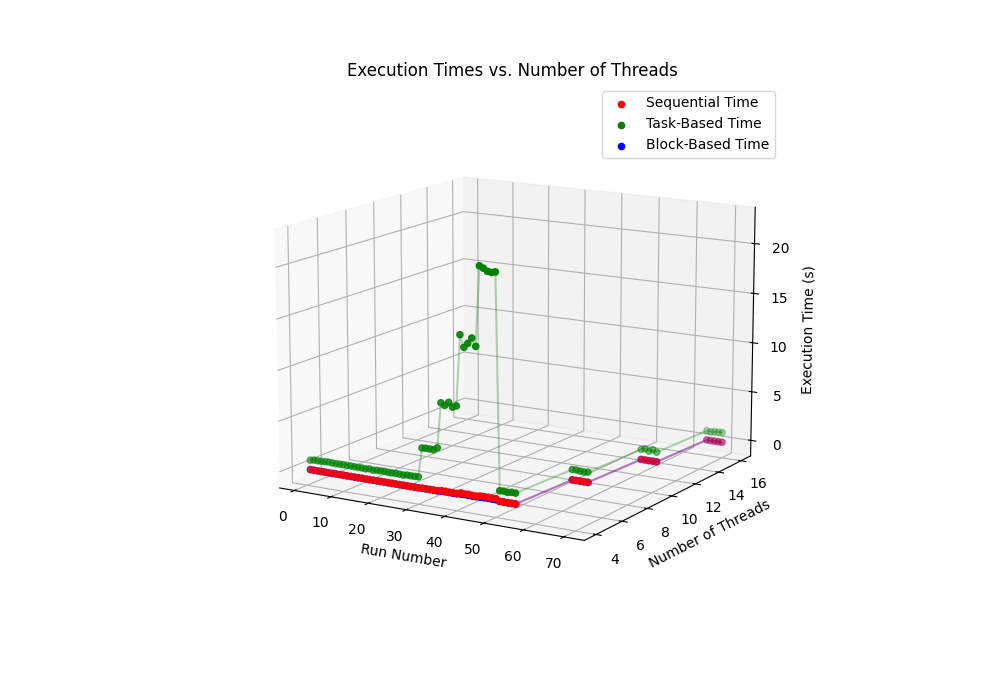 Execution Times vs. Number of Threads
Sequential Time
Task-Based Time
Block-Based Time
20
15
10
5
0
Execution Time (s)
16
14
12
10
8
6
4
Number of Threads
0
10
20
30
40
50
60
70
Run Number